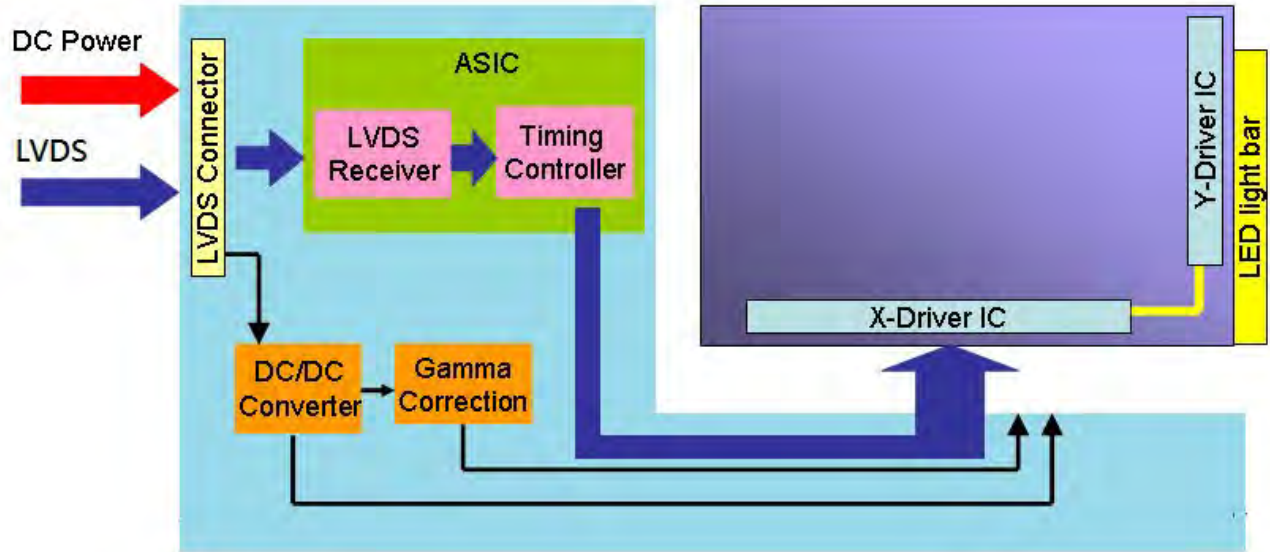 DC Power
LVDS
LVDS Connector
ASIC
LVDS
Receiver
Timing
Controller
DC/DC
Converter
Gamma
Correction
X-Driver IC
Y-Driver IC
LED light bar